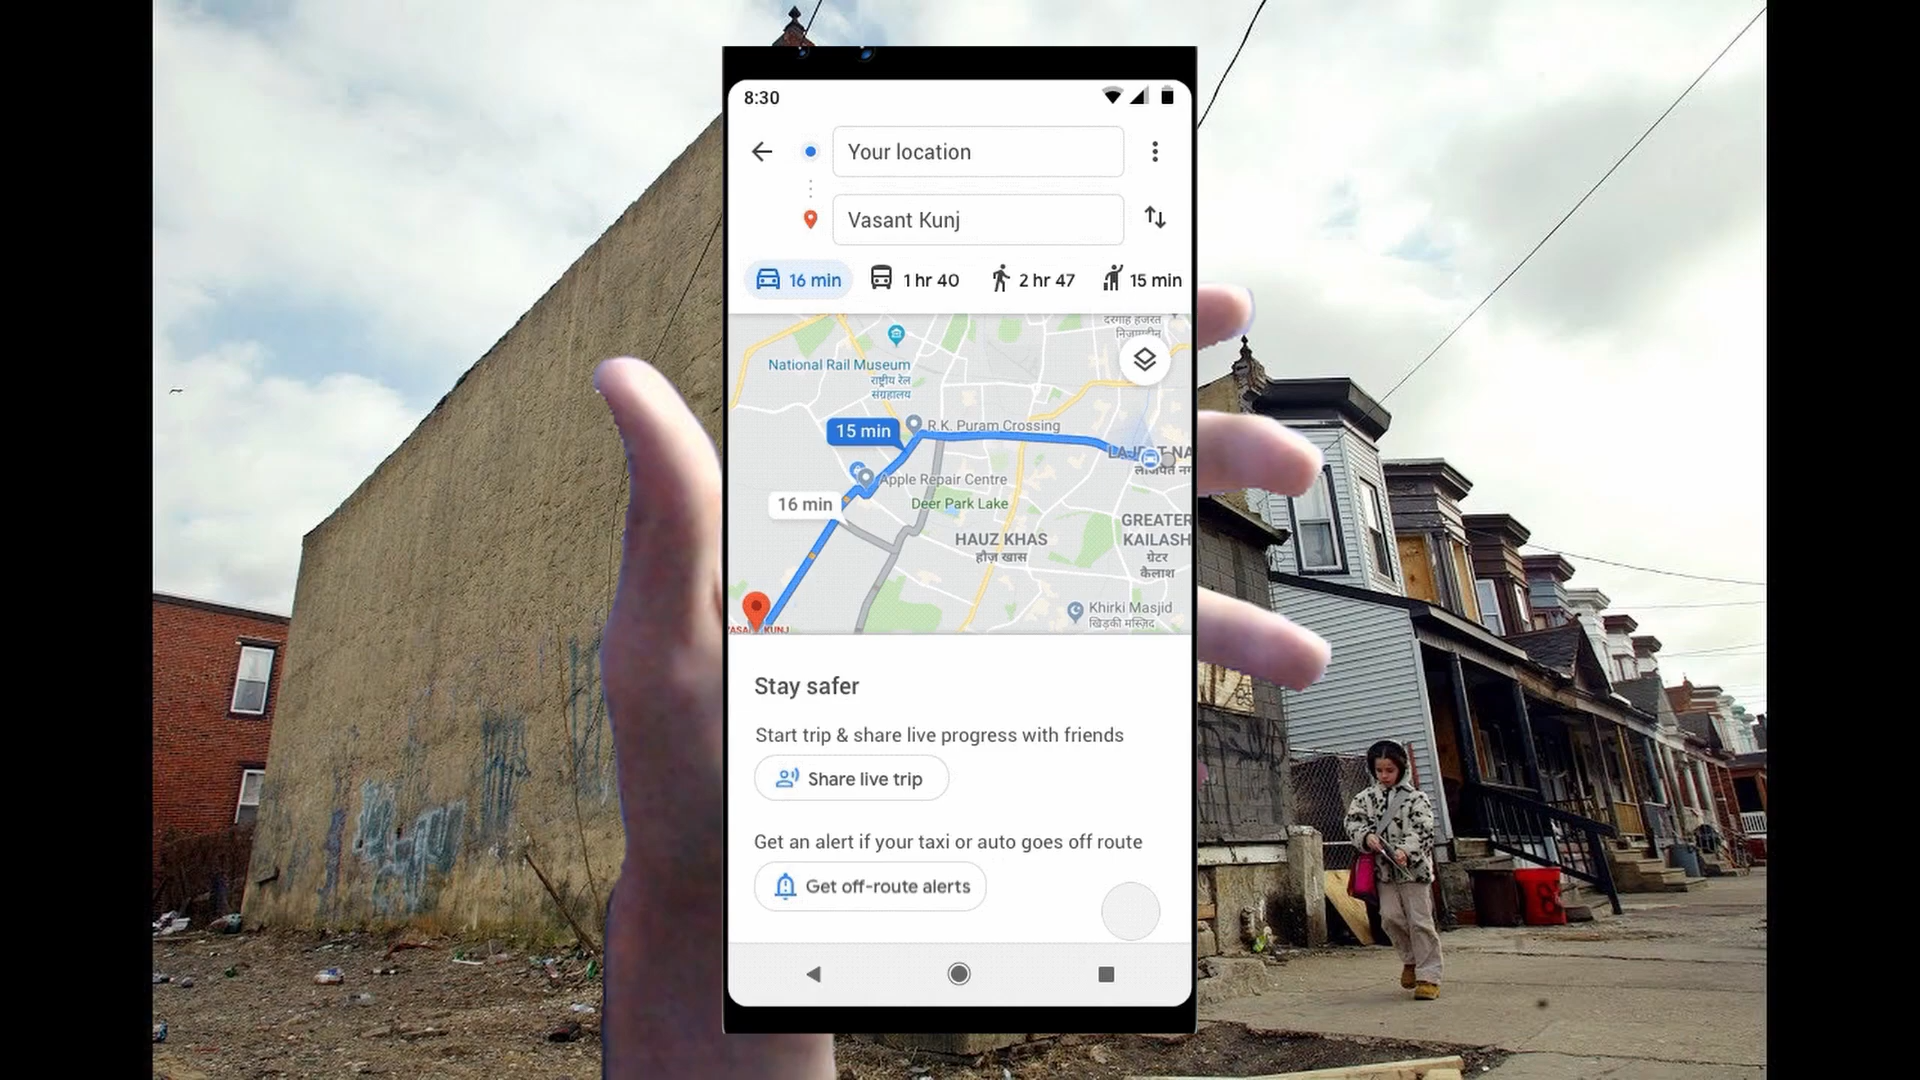 8:30
Your location
Vasant Kunj
16 min
1 hr 40
2 hr 47
15 min
दरगाह हजरत
निज़ामुद्दीन
National Rail Museum
राष्ट्रीय रेल
संग्रहालय
15 min
R.K. Puram Crossing
Apple Repair Centre
16 min
Deer Park Lake
GREATER
KAILASH
ग्रेटर
कैलाश
HAUZ KHAS
हौज़ खास
Khirki Masjid
खिड़की मस्जिद
KUNJ
Stay safer
Start trip & share live progress with friends
Share live trip
Get an alert if your taxi or auto goes off route
Get off-route alerts